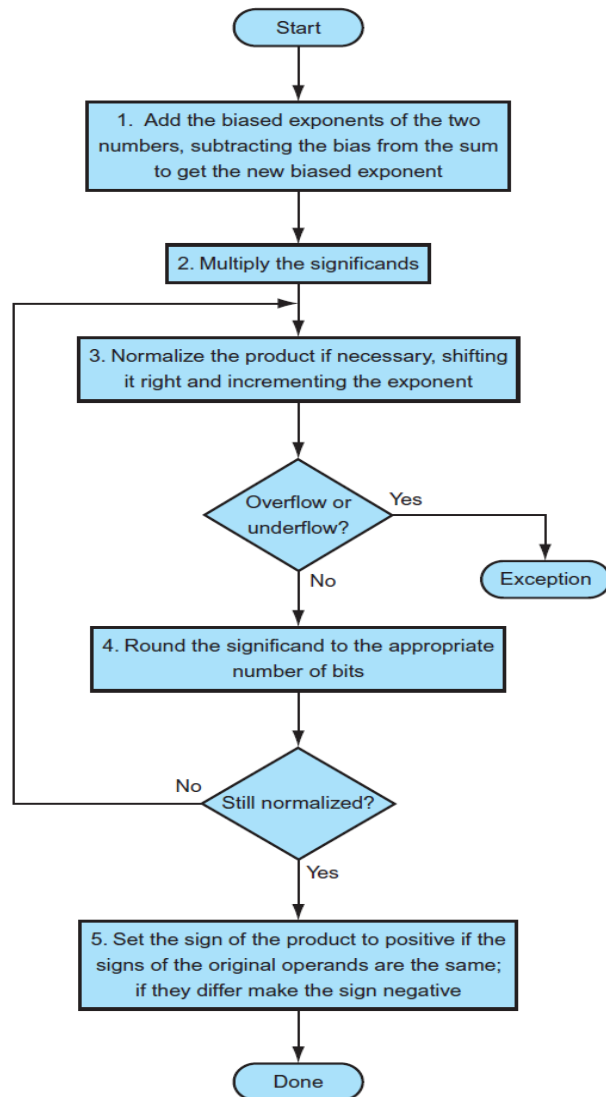 Start
1. Add the biased exponents of the two
numbers, subtracting the bias from the sum
to get the new biased exponent
2. Multiply the significands
3. Normalize the product if necessary, shifting
it right and incrementing the exponent
Overflow or
underflow?
Yes
Exception
No
4. Round the significand to the appropriate
number of bits
Still normalized?
No
Yes
5. Set the sign of the product to positive if the
signs of the original operands are the same;
if they differ make the sign negative
Done